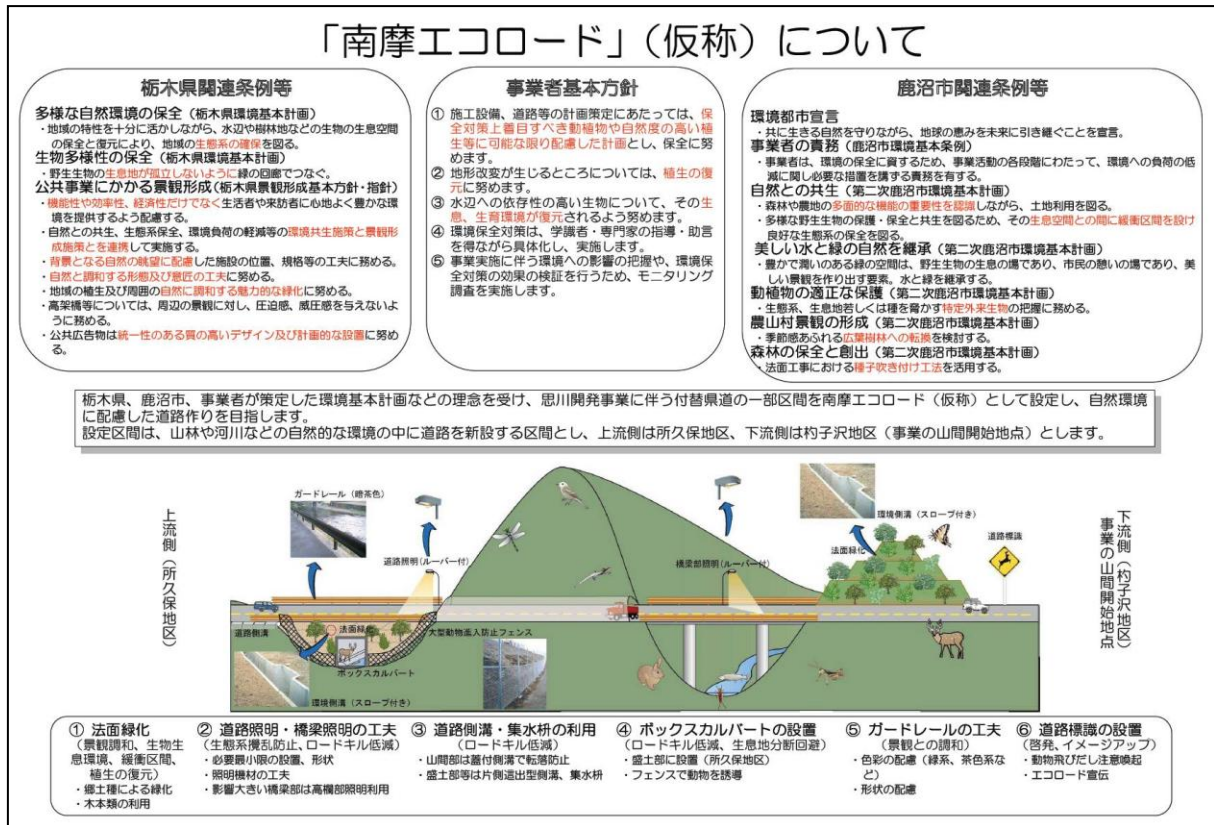 「南摩エコロード」(仮称)について
栃木県関連条例等
多様な自然環境の保全(栃木県環境基本計画)
・地域の特性を十分に活かしながら、水辺や樹林地などの生物の生息空間
の保全と復元により、地域の生態系の確保を図る。
生物多様性の保全(栃木県環境基本計画)
・野生生物の生息地が孤立しないように緑の回廊でつなぐ。
公共事業にかかる景観形成(栃木県景観形成基本方針・指針)
・機能性や効率性、経済性だけでなく生活者や来訪者に心地よく豊かな環
境を提供するよう配慮する。
・自然との共生、生態系保全、環境負荷の軽減等の環境共生施策と景観形
成施策とを連携して実施する。
・背景となる自然の眺望に配慮した施設の位置、規格等の工夫に務める。
・自然と調和する形態及び意匠の工夫に努める。
・地域の植生及び周囲の自然に調和する魅力的な緑化に努める。
・高架橋等については、周辺の景観に対し、圧迫感、威圧感を与えないよう
に務める。
・公共広告物は統一性のある質の高いデザイン及び計画的な設置に努め
る。
事業者基本方針
① 施工設備、道路等の計画策定にあたっては、保
全対策上着目すべき動植物や自然度の高い植
生等に可能な限り配慮した計画とし、保全に努
めます。
② 地形改変が生じるところについては、植生の復
元に努めます。
③ 水辺への依存性の高い生物について、その生
息、生育環境が復元されるよう努めます。
④ 環境保全対策は、学識者・専門家の指導・助言
を得ながら具体化し、実施します。
⑤ 事業実施に伴う環境への影響の把握や、環境保
全対策の効果の検証を行うため、モニタリング
調査を実施します。
鹿沼市関連条例等
環境都市宣言
・共に生きる自然を守りながら、地球の恵みを未来に引き継ぐことを宣言。
事業者の責務(鹿沼市環境基本条例)
・事業者は、環境の保全に資するため、事業活動の各段階にわたって、環境への負荷の低
減に関し必要な措置を講する責務を有する。
自然との共生(第二次鹿沼市環境基本計画)
・森林や農地の多面的な機能の重要性を認識しながら、土地利用を図る。
・多様な野生生物の保護・保全と共生を図るため、その生息空間との間に緩衝区間を設け
良好な生態系の保全を図る。
美しい水と緑の自然を継承(第二次鹿沼市環境基本計画)
・豊かで潤いのある緑の空間は、野生生物の生息の場であり、市民の憩いの場であり、美し
い景観を作り出す要素。水と緑を継承する。
動植物の適正な保護(第二次鹿沼市環境基本計画)
・生態系、生息地若しくは種を脅かす特定外来生物の把握に務める。
農山村景観の形成(第二次鹿沼市環境基本計画)
・季節感あふれる広葉樹林への転換を検討する。
森林の保全と創出(第二次鹿沼市環境基本計画)
・法面工事における種子吹き付け工法を活用する。
栃木県、鹿沼市、事業者が策定した環境基本計画などの理念を受け、思川開発事業に伴う付替県道の一部区間を南摩エコロード(仮称)として設定し、自然環境
に配慮した道路作りを目指します。
設定区間は、山林や河川などの自然的な環境の中に道路を新設する区間とし、上流側は所久保地区、下流側は杓子沢地区(事業の山間開始地点)とします。
上流側(所久保地区)
ガードレール(暗茶色)
道路照明(ルーバー付)
橋梁部照明(ルーバー付)
環境側溝(スロープ付き)
法面緑化
道路標識
下流側(杓子沢地区)
事業の山間開始地点
道路側溝
法面緑化
大型動物進入防止フェンス
ボックスカルバート
環境側溝(スロープ付き)
① 法面緑化
(景観調和、生物生
息環境、緩衝区間、
植生の復元)
・郷土種による緑化
・木本類の利用
② 道路照明・橋梁照明の工夫
(生態系攪乱防止、ロードキル低減)
・必要最小限の設置、形状
・照明機材の工夫
・影響大きい橋梁部は高欄部照明利用
③ 道路側溝・集水枡の利用
(ロードキル低減)
・山間部は蓋付側溝で転落防止
・盛土部等は片側這出型側溝、集水枡
④ ボックスカルバートの設置
(ロードキル低減、生息地分断回避)
・盛土部に設置(所久保地区)
・フェンスで動物を誘導
⑤ ガードレールの工夫
(景観との調和)
・色彩の配慮(緑系、茶色系な
ど)
・形状の配慮
⑥ 道路標識の設置
(啓発、イメージアップ)
・動物飛びだし注意喚起
・エコロード宣伝